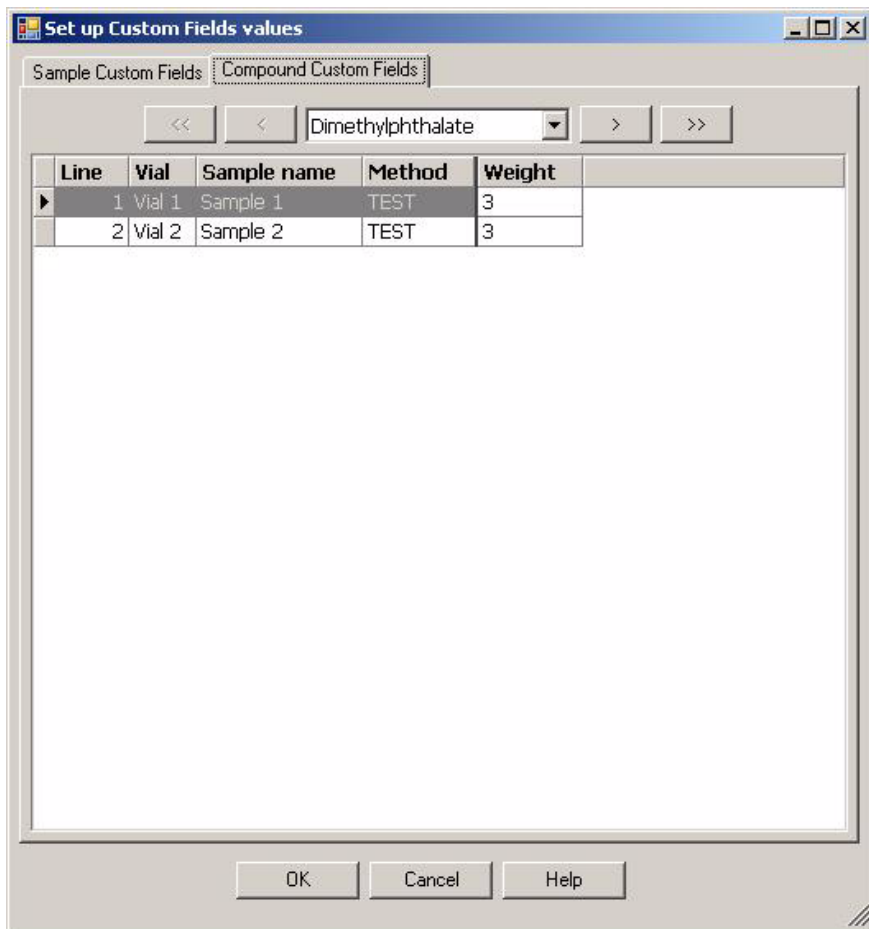 Set up Custom Fields values
Sample Custom Fields Compound Custom Fields
<< < Dimethylphthalate > >>
Line Vial Sample name Method Weight
1 Vial 1 Sample 1 TEST 3
2 Vial 2 Sample 2 TEST 3
OK Cancel Help